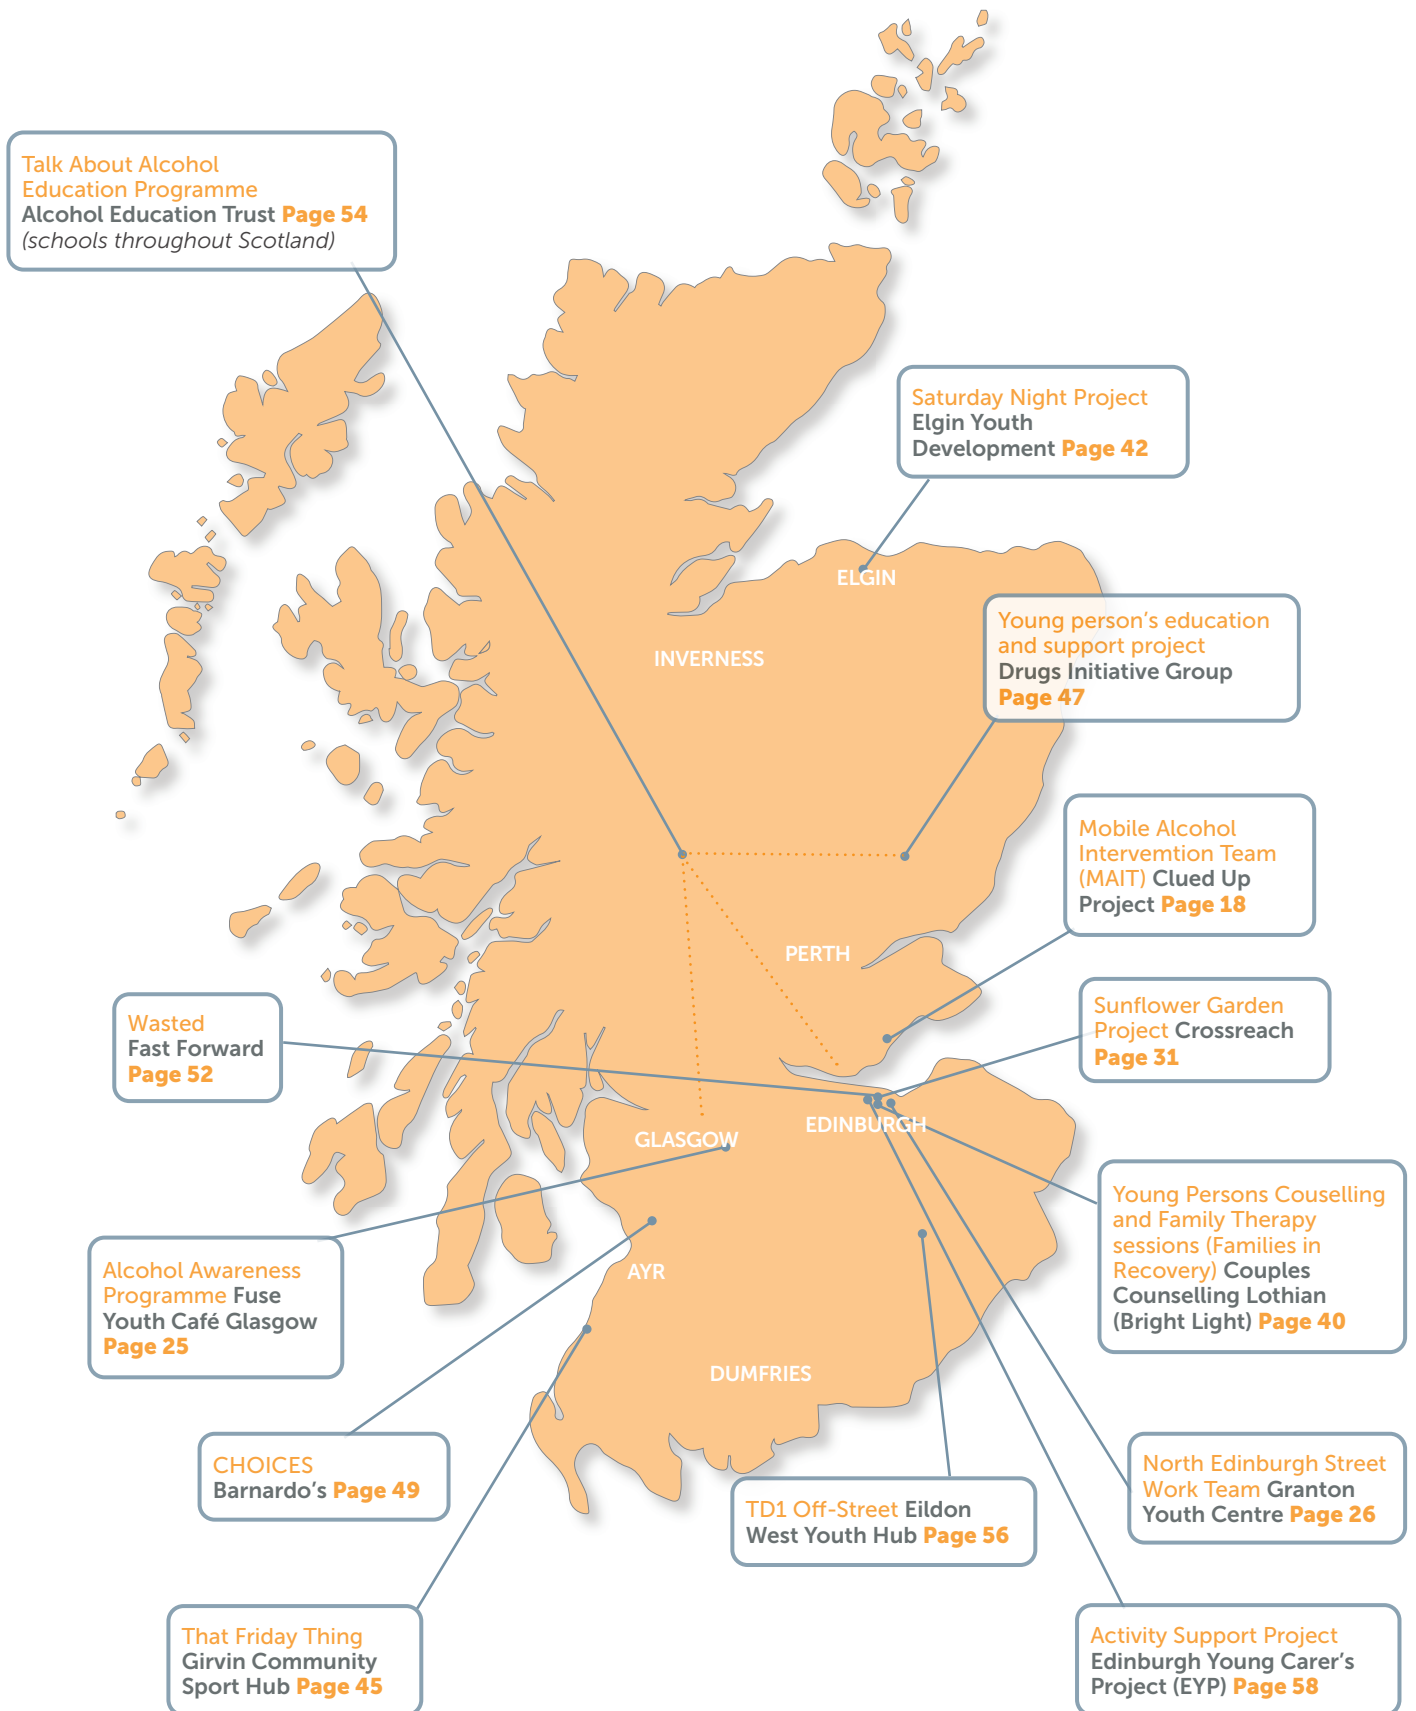 Talk About Alcohol
Education Programme
Alcohol Education Trust Page 54
(schools throughout Scotland)
Saturday Night Project
Elgin Youth
Development Page 42
ELGIN
Young person's education
and support project
Drugs Initiative Group
Page 47
INVERNESS
Mobile Alcohol
Intervemtion Team
(MAIT) Clued Up
Project Page 18
PERTH
Sunflower Garden
Project Crossreach
Page 31
Wasted
Fast Forward
Page 52
EDINBURGH
GLASGOW
Young Persons Couselling
and Family Therapy
sessions (Families in
Recovery) Couples
Counselling Lothian
(Bright Light) Page 40
Alcohol Awareness
Programme Fuse
Youth Café Glasgow
Page 25
AYR
DUMFRIES
CHOICES
Barnardo's Page 49
North Edinburgh Street
Work Team Granton
Youth Centre Page 26
TD1 Off-Street Eildon
West Youth Hub Page 56
That Friday Thing
Girvin Community
Sport Hub Page 45
Activity Support Project
Edinburgh Young Carer's
Project (EYP) Page 58